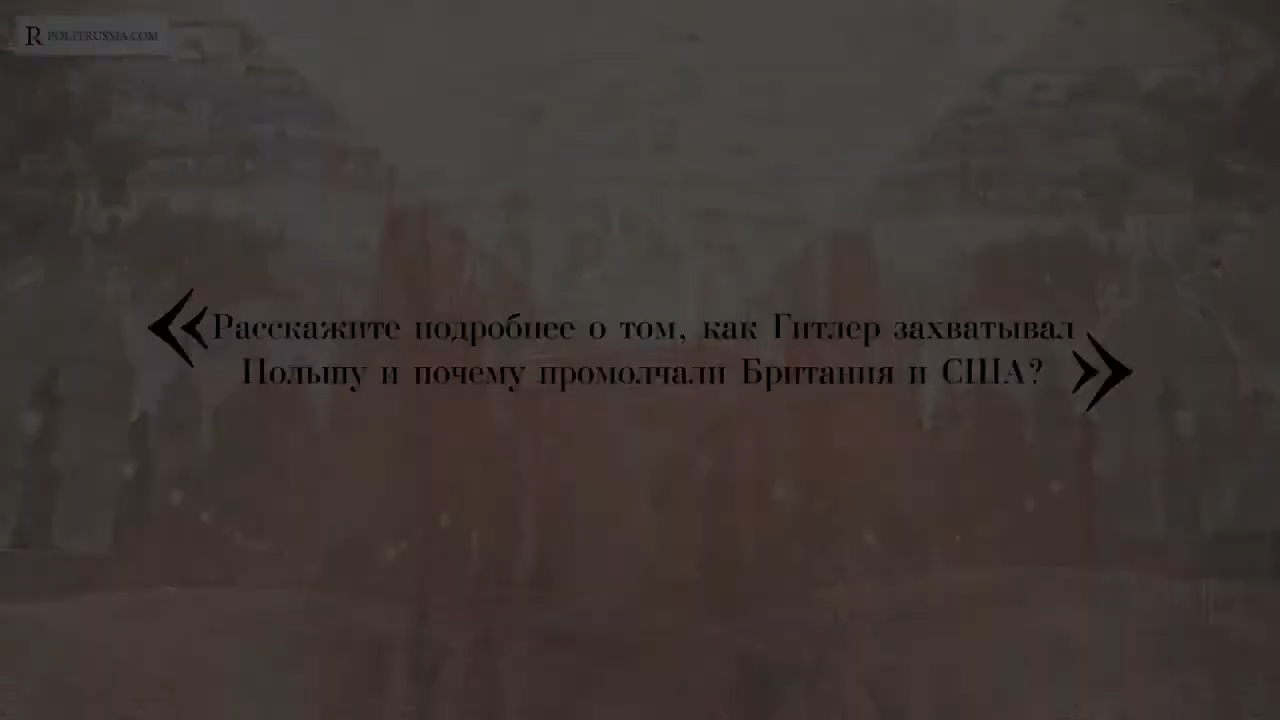 R POLITRUSSIA.COM
«Расскажите подробнее о том, как Гитлер захватывал
Польшу и почему промолчали Британия и США?»